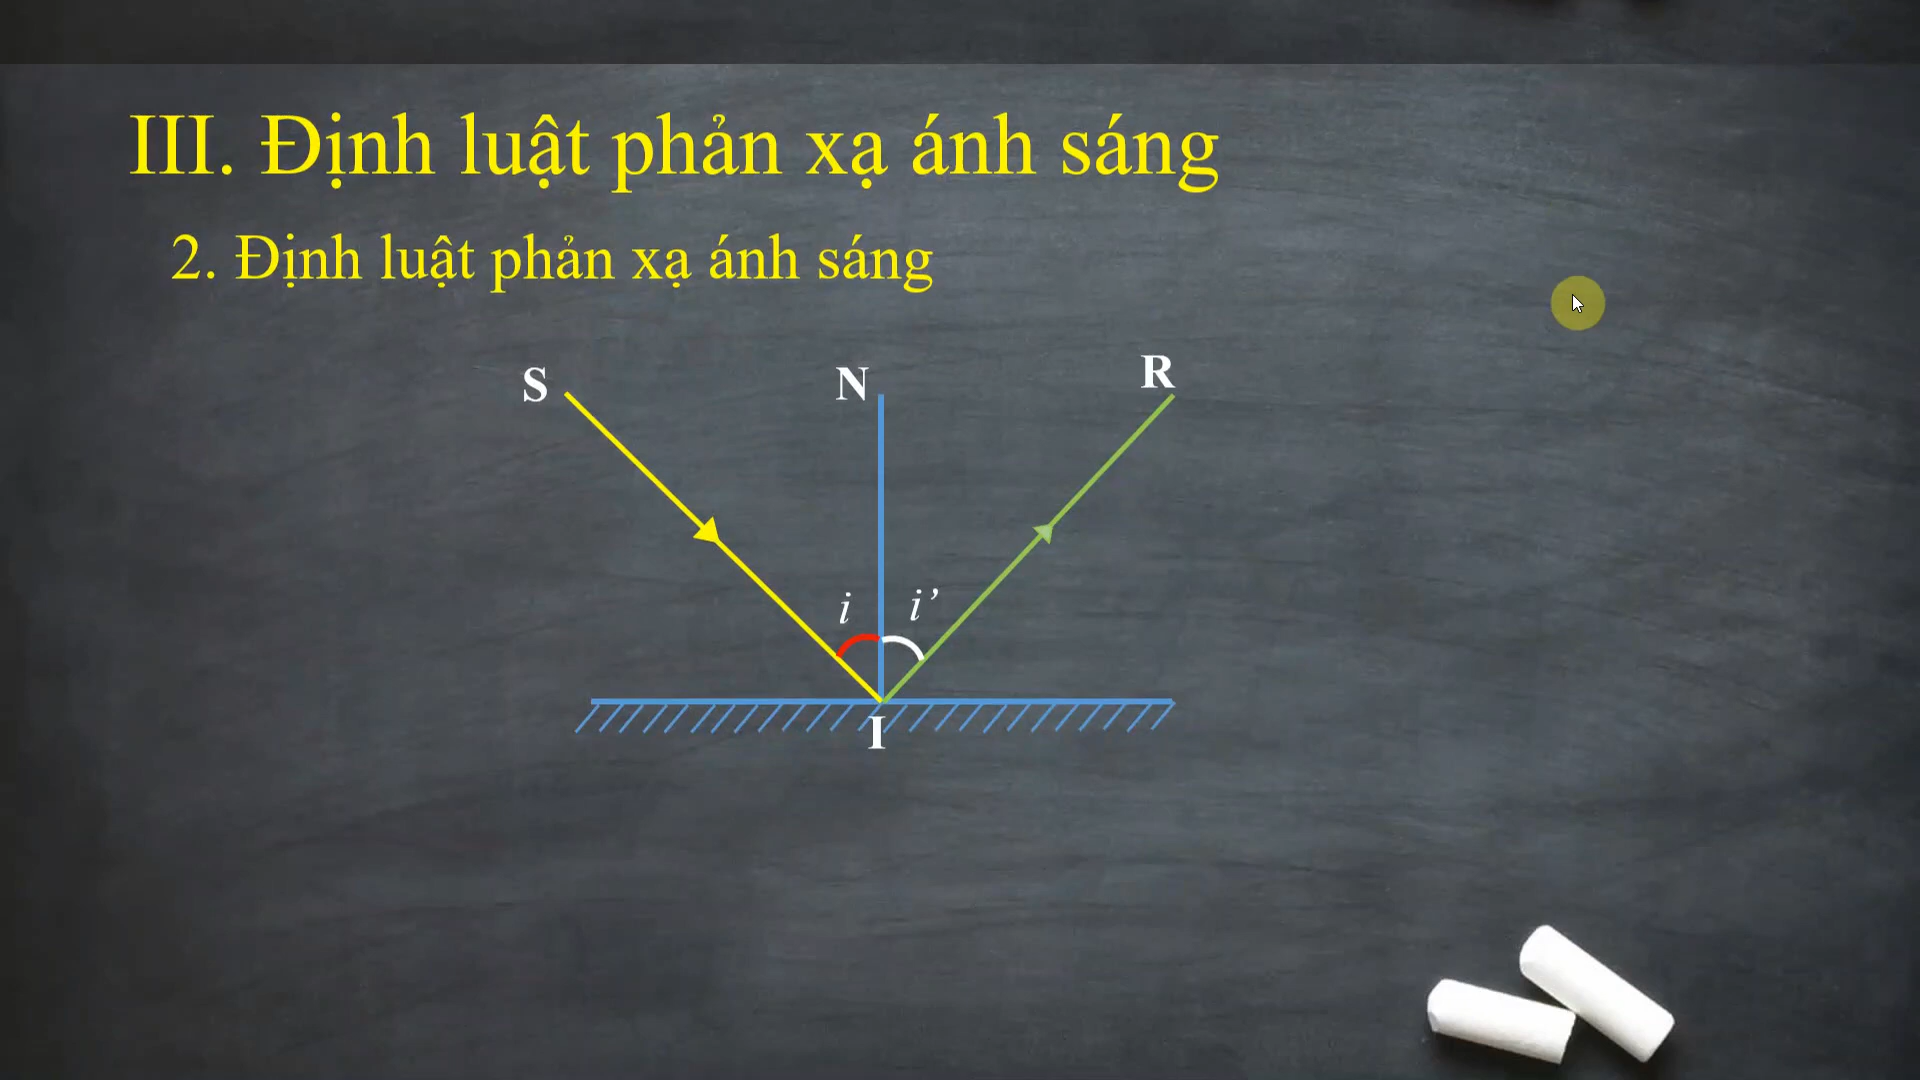 III. Định luật phản xạ ánh sáng
2. Định luật phản xạ ánh sáng
S
N
R
i
i’
I